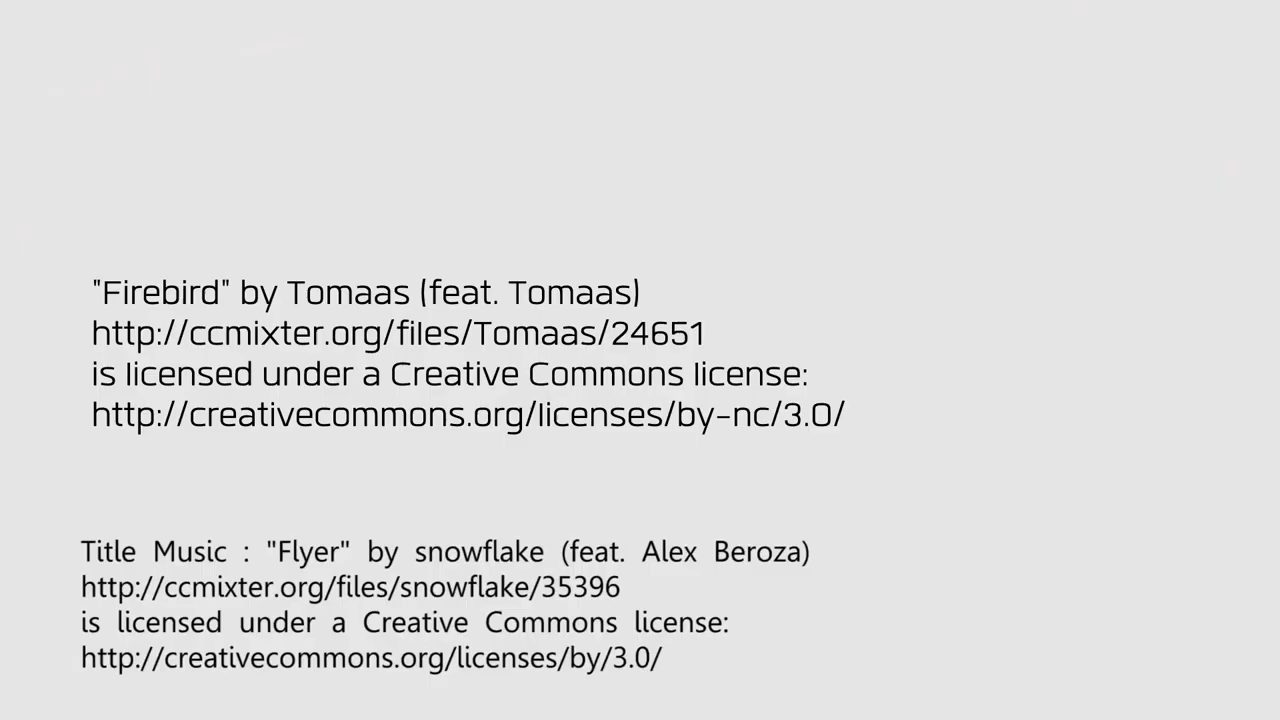 "Firebird" by Tomaas (feat. Tomaas)
http://ccmixter.org/files/Tomaas/24651
is licensed under a Creative Commons license:
http://creativecommons.org/licenses/by-nc/3.0/
Title Music : "Flyer" by snowflake (feat. Alex Beroza)
http://ccmixter.org/files/snowflake/35396
is licensed under a Creative Commons license:
http://creativecommons.org/licenses/by/3.0/